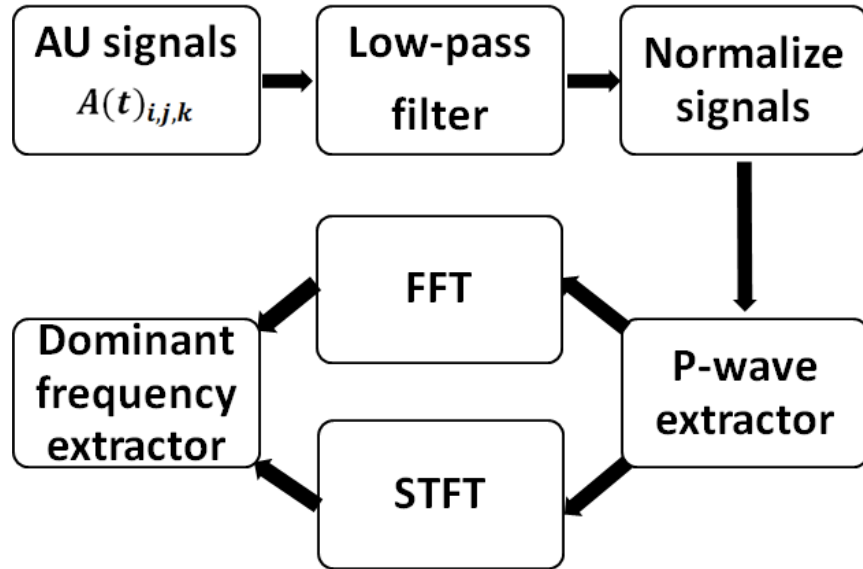 AU signals
A(t)i,j,k
Low-pass
filter
Normalize
signals
FFT
Dominant
frequency
extractor
P-wave
extractor
STFT